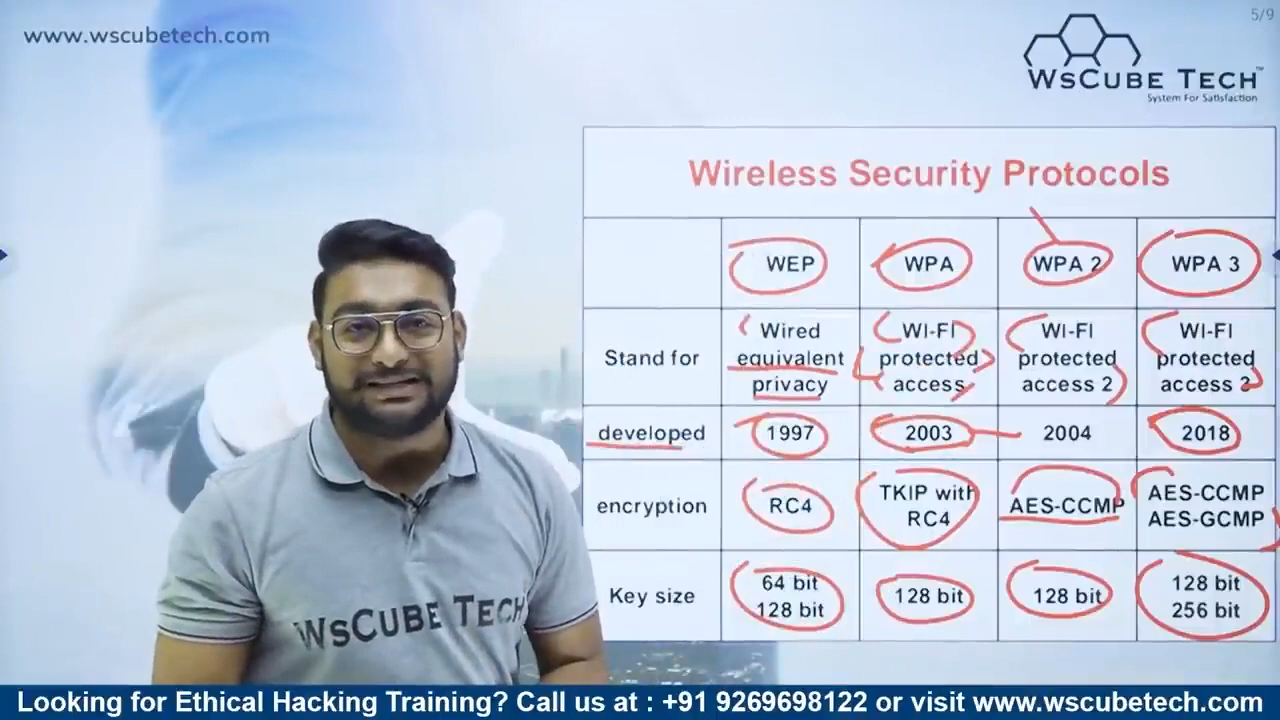 www.wscubetech.com
5/9
WsCube Tech™
System For Satisfaction
Wireless Security Protocols
WEP WPA WPA 2 WPA 3
Stand for
Wired equivalent privacy
WI-FI protected access
WI-FI protected access 2
WI-FI protected access 3
developed 1997 2003 2004 2018
encryption
RC4
TKIP with RC4
AES-CCMP
AES-CCMP
AES-GCMP
Key size
64 bit
128 bit
128 bit
128 bit
128 bit
256 bit
WsCube Tech
Looking for Ethical Hacking Training? Call us at : +91 9269698122 or visit www.wscubetech.com